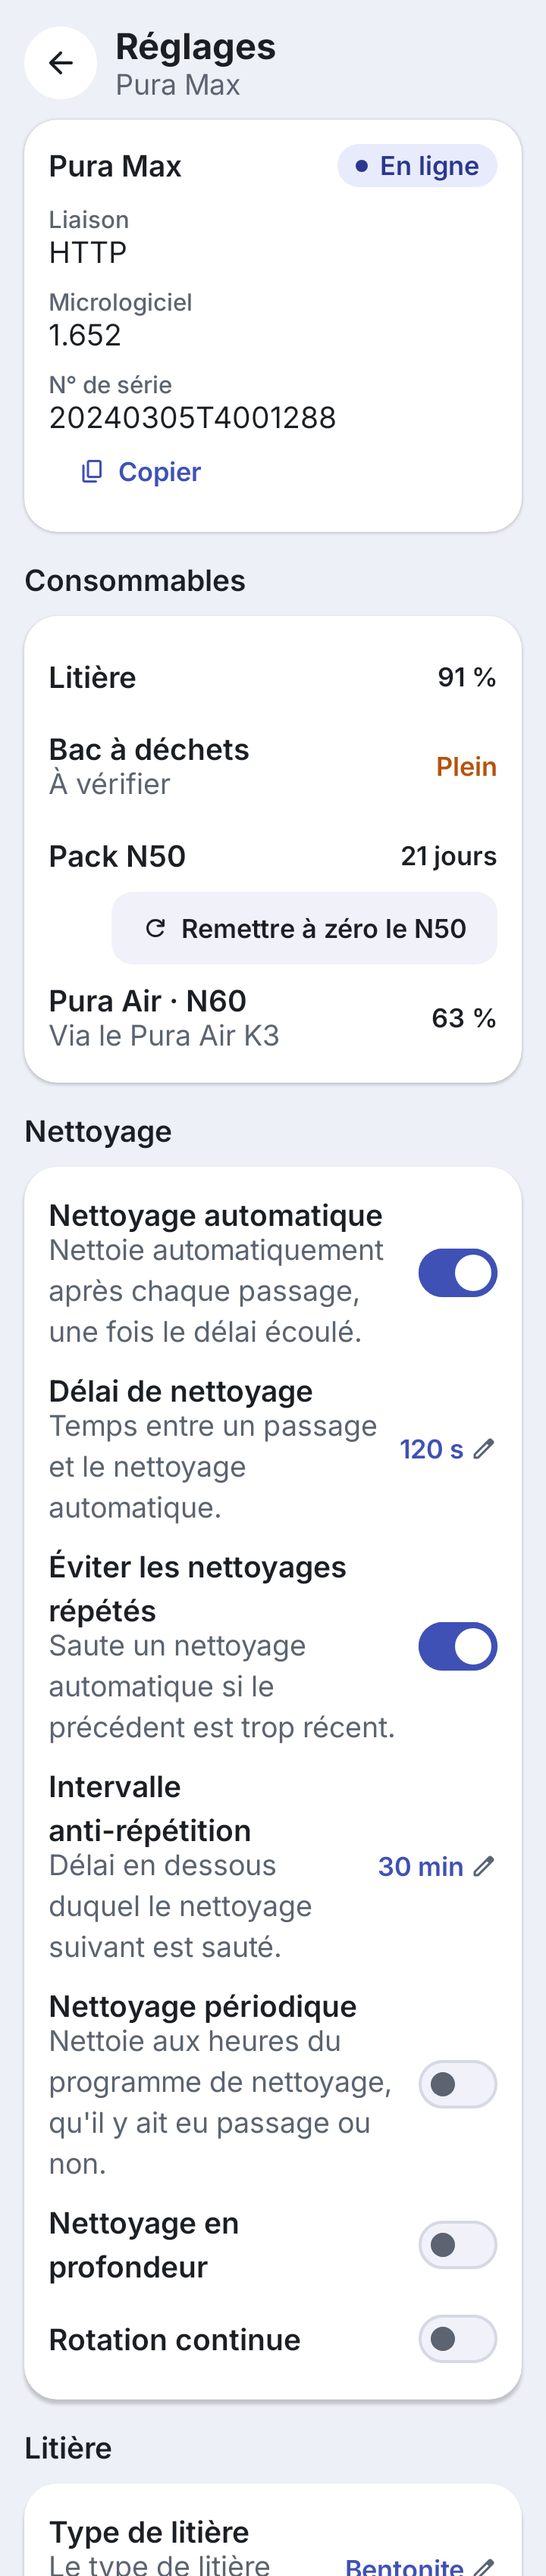 Réglages
Pura Max
Pura Max
En ligne
Liaison
HTTP
Micrologiciel
1.652
N° de série
20240305T4001288
Copier
Consommables
Litière
91 %
Bac à déchets
À vérifier
Plein
Pack N50
21 jours
Remettre à zéro le N50
Pura Air · N60
Via le Pura Air K3
63 %
Nettoyage
Nettoyage automatique
Nettoie automatiquement
après chaque passage,
une fois le délai écoulé.
Délai de nettoyage
Temps entre un passage
et le nettoyage
automatique.
120 s
Éviter les nettoyages
répétés
Saute un nettoyage
automatique si le
précédent est trop récent.
Intervalle
anti-répétition
Délai en dessous
duquel le nettoyage
suivant est sauté.
30 min
Nettoyage périodique
Nettoie aux heures du
programme de nettoyage,
qu'il y ait eu passage ou
non.
Nettoyage en
profondeur
Rotation continue
Litière
Type de litière
Le type de litière
Bentonite